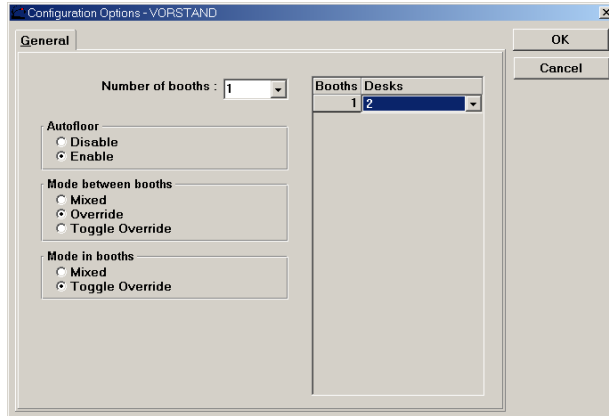 Configuration Options - VORSTAND
General
OK
Cancel
Number of booths : 1
Booths Desks
1 2
Autofloor
Disable
Enable
Mode between booths
Mixed
Override
Toggle Override
Mode in booths
Mixed
Toggle Override